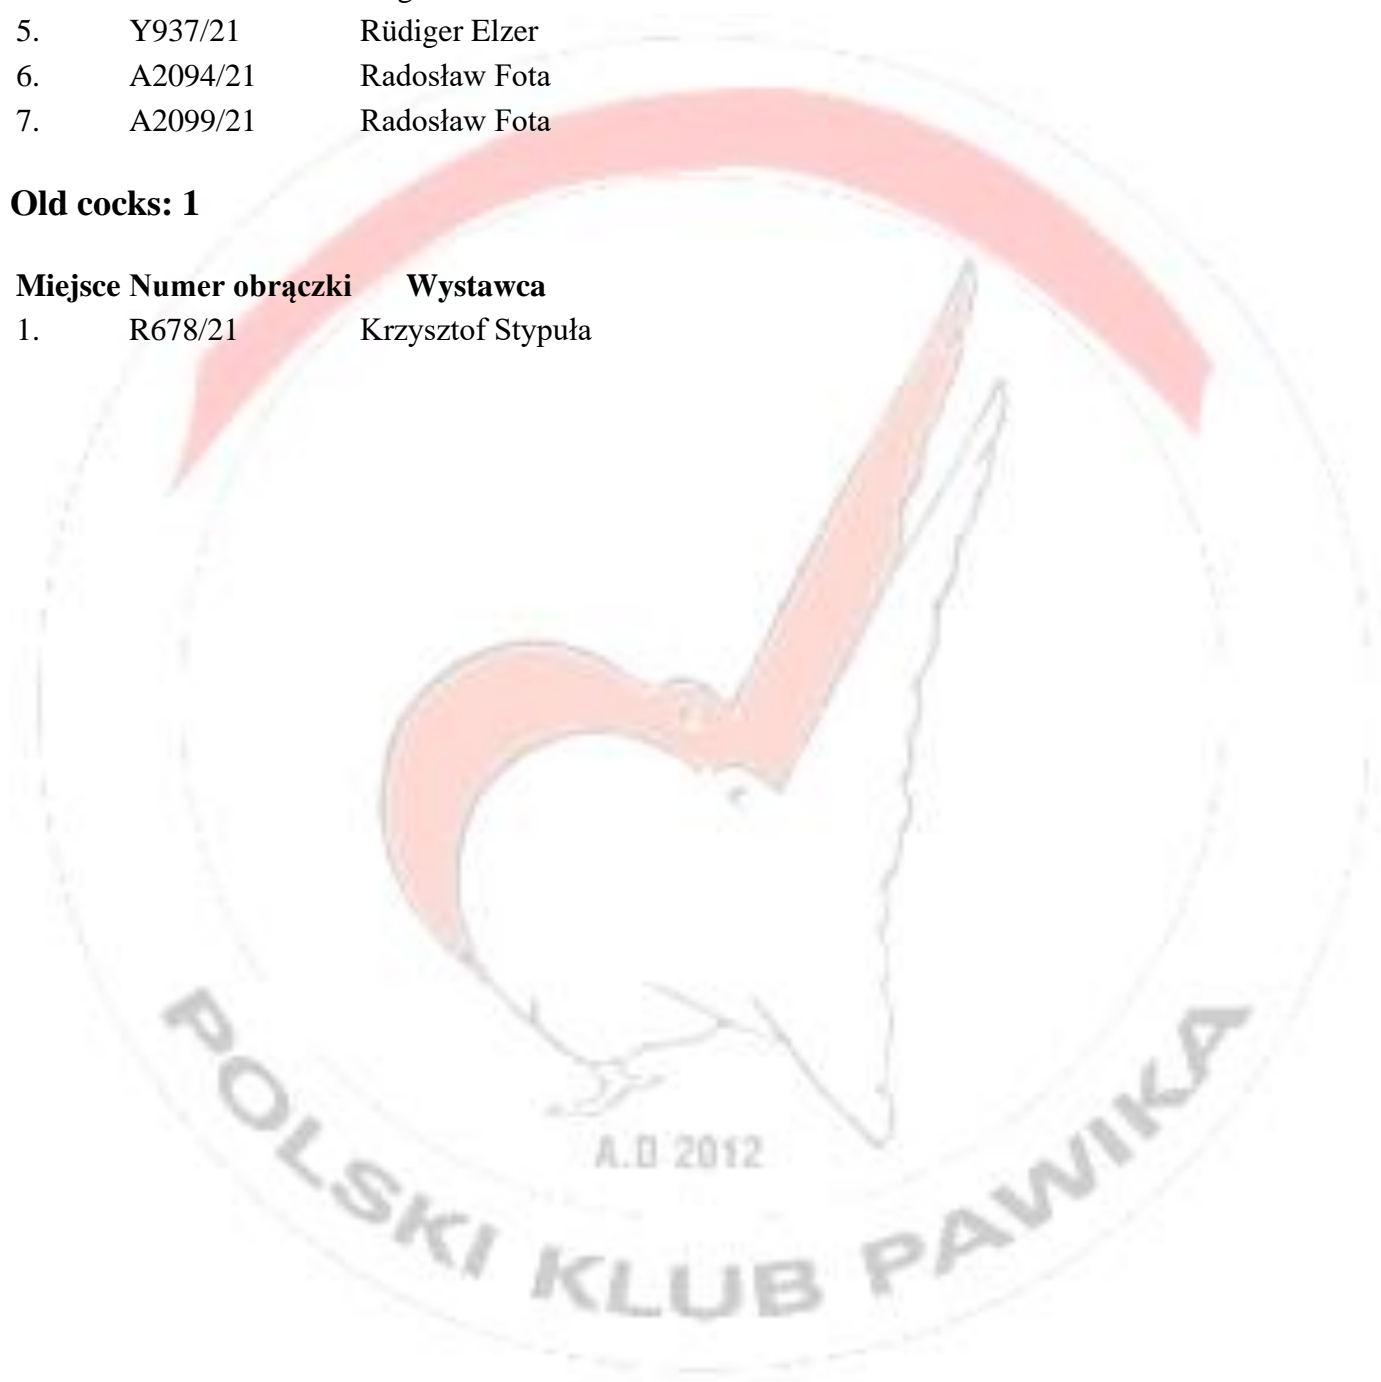 5. Y937/21 Rüdiger Elzer
6. A2094/21 Radosław Fota
7. A2099/21 Radosław Fota
Old cocks: 1
Miejsce Numer obrączki Wystawca
1. R678/21 Krzysztof Stypuła
A.D 2012
POLSKI KLUB PAWIKA